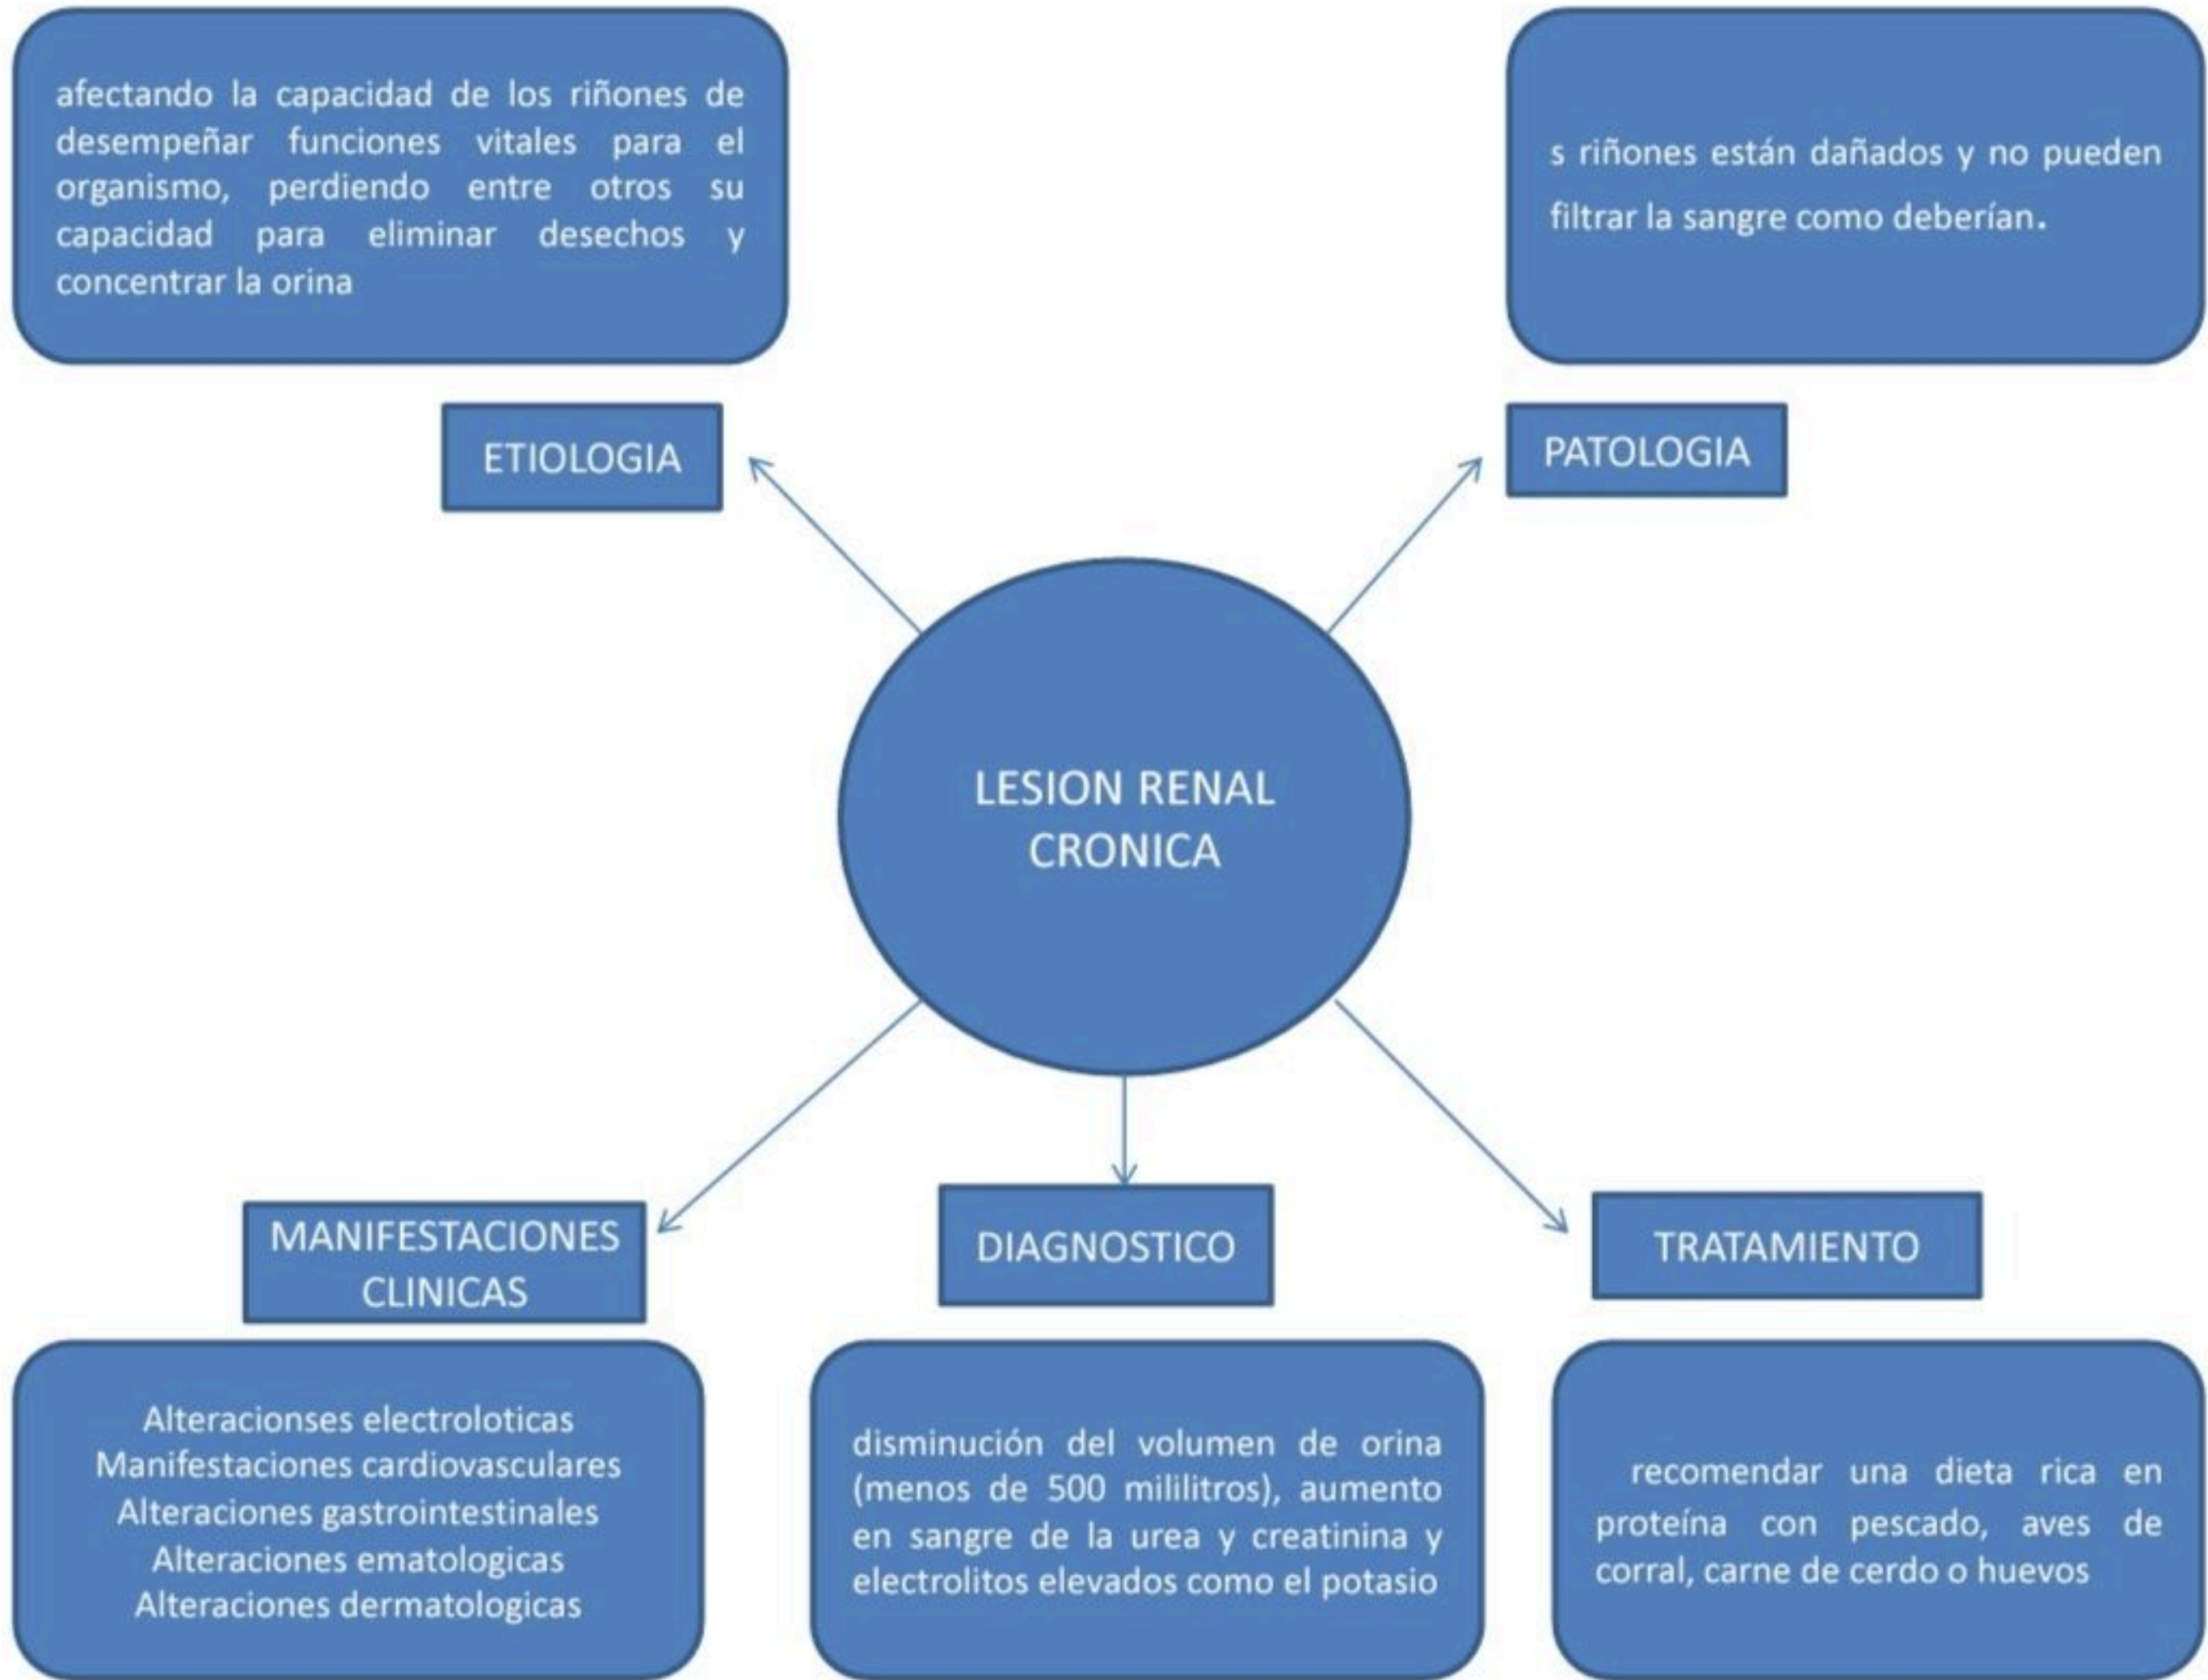 afectando la capacidad de los riñones de
desempeñar funciones vitales para el
organismo, perdiendo entre otros su
capacidad para eliminar desechos y
concentrar la orina
s riñones están dañados y no pueden
filtrar la sangre como deberían.
ETIOLOGIA
PATOLOGIA
LESION RENAL
CRONICA
MANIFESTACIONES
CLINICAS
DIAGNOSTICO
TRATAMIENTO
Alteracionses electroloticas
Manifestaciones cardiovasculares
Alteraciones gastrointestinales
Alteraciones ematologicas
Alteraciones dermatologicas
disminución del volumen de orina
(menos de 500 mililitros), aumento
en sangre de la urea y creatinina y
electrolitos elevados como el potasio
recomendar una dieta rica en
proteína con pescado, aves de
corral, carne de cerdo o huevos